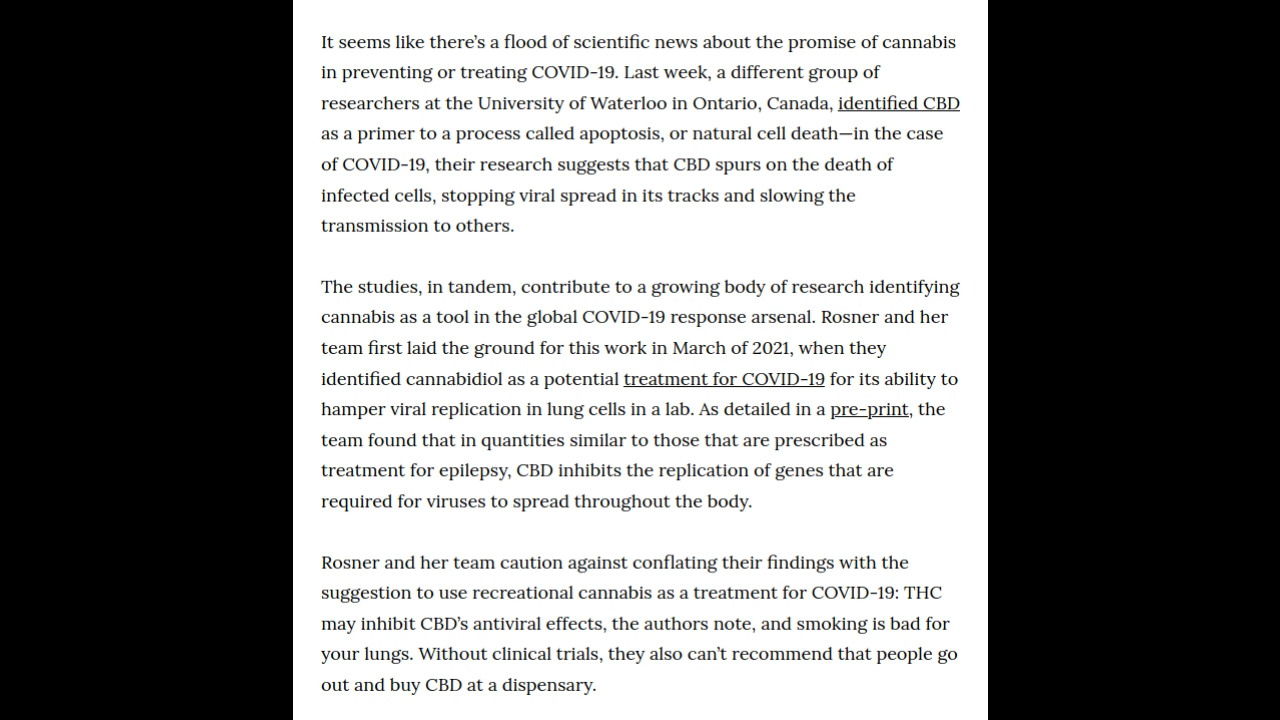 It seems like there’s a flood of scientific news about the promise of cannabis
in preventing or treating COVID-19. Last week, a different group of
researchers at the University of Waterloo in Ontario, Canada, identified CBD
as a primer to a process called apoptosis, or natural cell death—in the case
of COVID-19, their research suggests that CBD spurs on the death of
infected cells, stopping viral spread in its tracks and slowing the
transmission to others.
The studies, in tandem, contribute to a growing body of research identifying
cannabis as a tool in the global COVID-19 response arsenal. Rosner and her
team first laid the ground for this work in March of 2021, when they
identified cannabidiol as a potential treatment for COVID-19 for its ability to
hamper viral replication in lung cells in a lab. As detailed in a pre-print, the
team found that in quantities similar to those that are prescribed as
treatment for epilepsy, CBD inhibits the replication of genes that are
required for viruses to spread throughout the body.
Rosner and her team caution against conflating their findings with the
suggestion to use recreational cannabis as a treatment for COVID-19: THC
may inhibit CBD’s antiviral effects, the authors note, and smoking is bad for
your lungs. Without clinical trials, they also can’t recommend that people go
out and buy CBD at a dispensary.